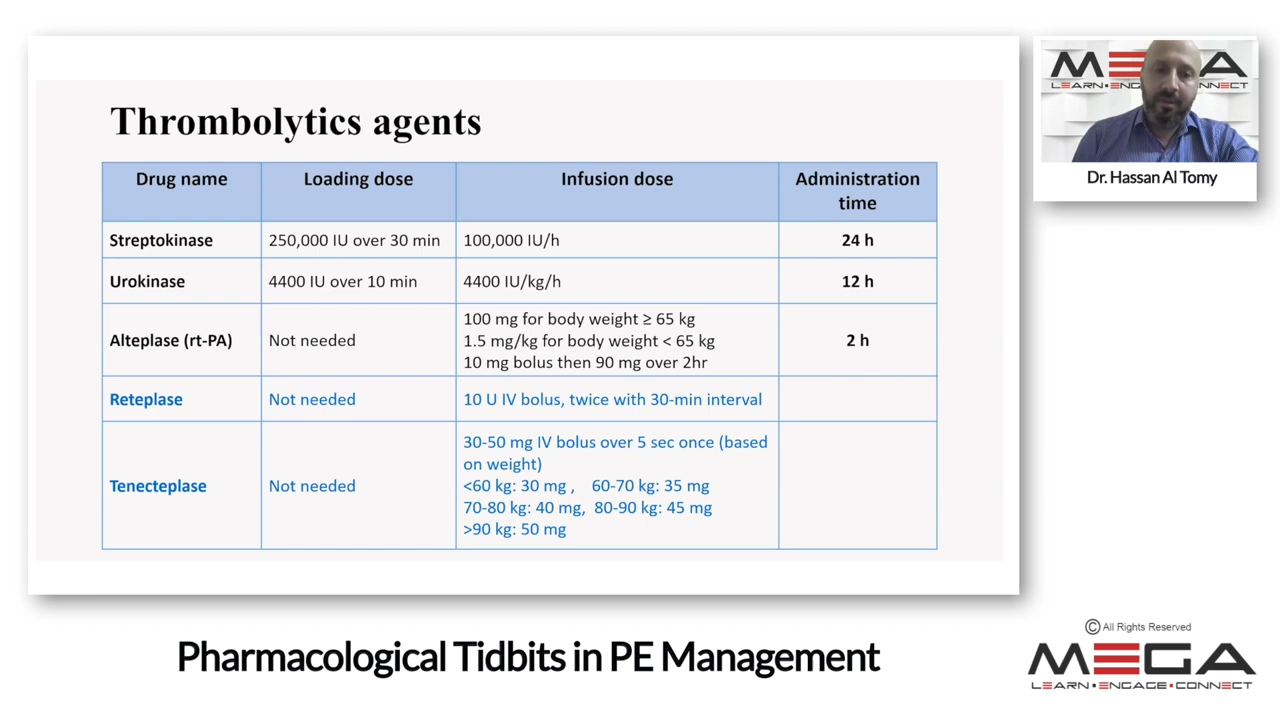 Thrombolytics agents
Drug name
Loading dose
Infusion dose
Administration
time
Streptokinase
250,000 IU over 30 min
100,000 IU/h
24 h
Urokinase
4400 IU over 10 min
4400 IU/kg/h
12 h
Alteplase (rt-PA)
Not needed
100 mg for body weight ≥ 65 kg
1.5 mg/kg for body weight < 65 kg
10 mg bolus then 90 mg over 2hr
2 h
Reteplase
Not needed
10 U IV bolus, twice with 30-min interval
Tenecteplase
Not needed
30-50 mg IV bolus over 5 sec once (based
on weight)
<60 kg: 30 mg , 60-70 kg: 35 mg
70-80 kg: 40 mg, 80-90 kg: 45 mg
>90 kg: 50 mg
Dr. Hassan Al Tomy
Pharmacological Tidbits in PE Management
© All Rights Reserved
MEGA
LEARN•ENGAGE•CONNECT